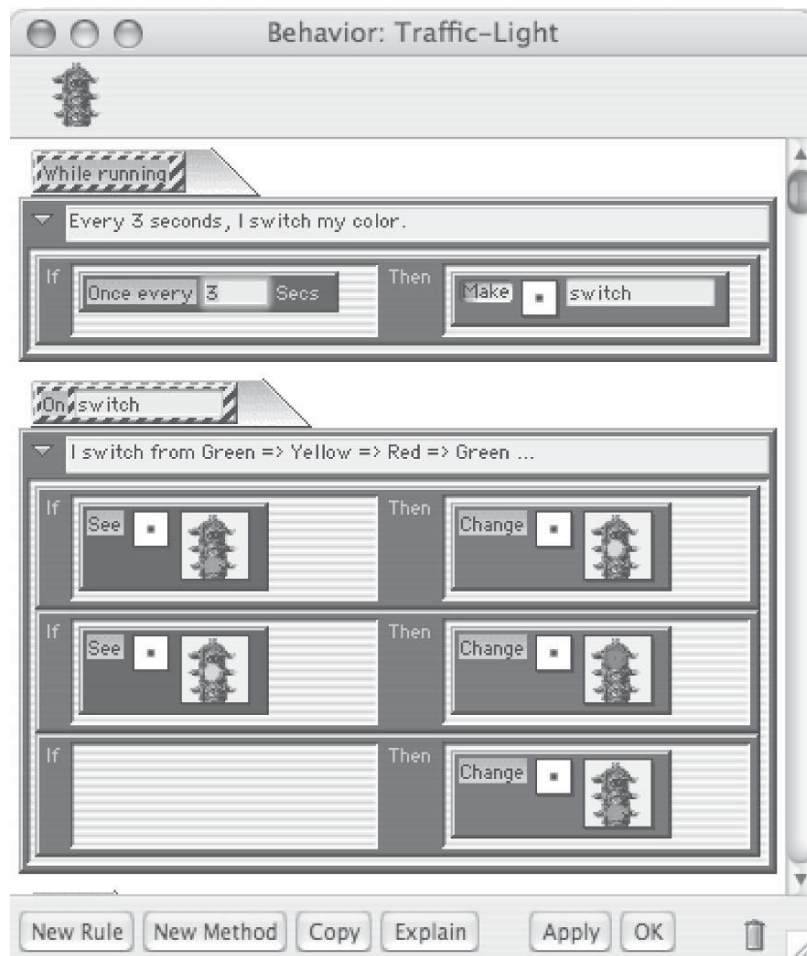 Behavior: Traffic-Light
While running
Every 3 seconds, I switch my color.
If Once every 3 Secs Then Make switch
On switch
I switch from Green => Yellow => Red => Green ...
If See Then Change
If See Then Change
If Then Change
New Rule New Method Copy Explain Apply OK